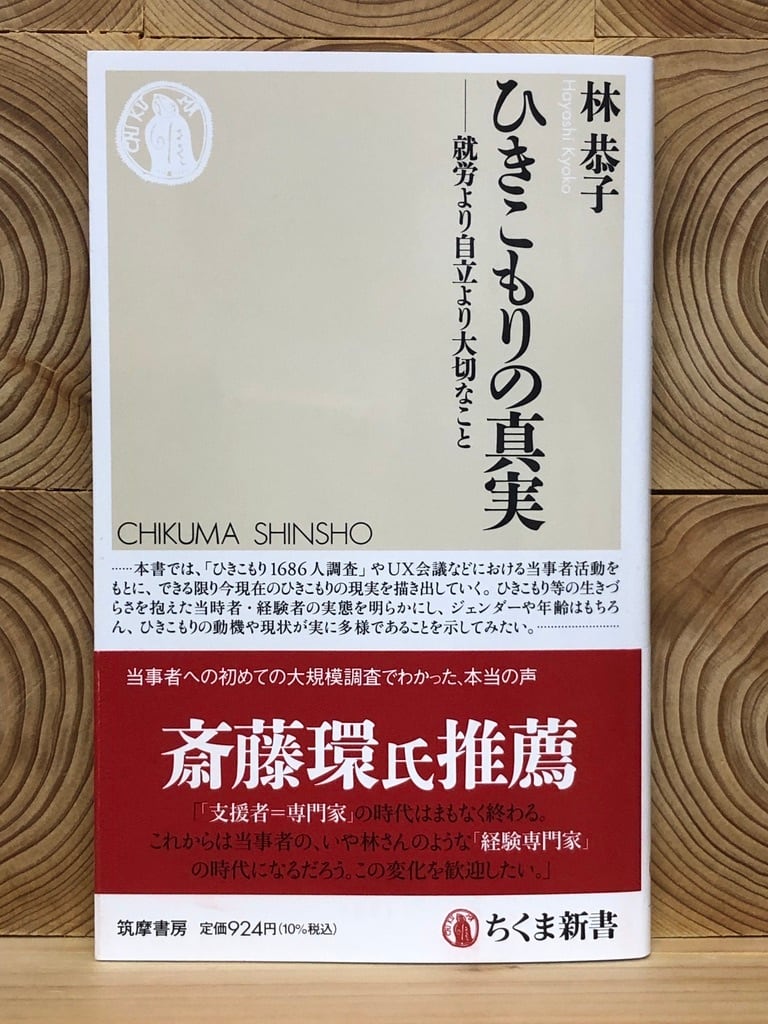 林 恭子
Hayashi Kyoko
ひきこもりの真実
──就労より自立より大切なこと
CHIKUMA
CHIKUMA SHINSHO
……本書では、「ひきこもり1686人調査」やUX会議などにおける当事者活動を
もとに、できる限り今現在のひきこもりの現実を描き出していく。ひきこもり等の生きづ
らさを抱えた当時者・経験者の実態を明らかにし、ジェンダーや年齢はもちろ
ん、ひきこもりの動機や現状が実に多様であることを示してみたい。………………
当事者への初めての大規模調査でわかった、本当の声
斎藤環氏推薦
「「支援者＝専門家」の時代はまもなく終わる。
これからは当事者の、いや林さんのような「経験専門家」
の時代になるだろう。この変化を歓迎したい。」
筑摩書房 定価924円(10%税込)
ちくま新書